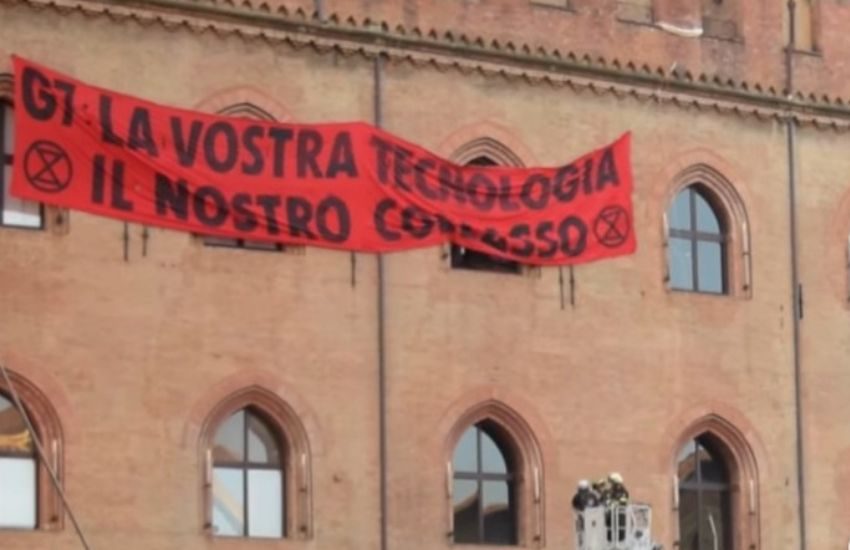 G7: LA VOSTRA TECNOLOGIA
IL NOSTRO COLLASSO